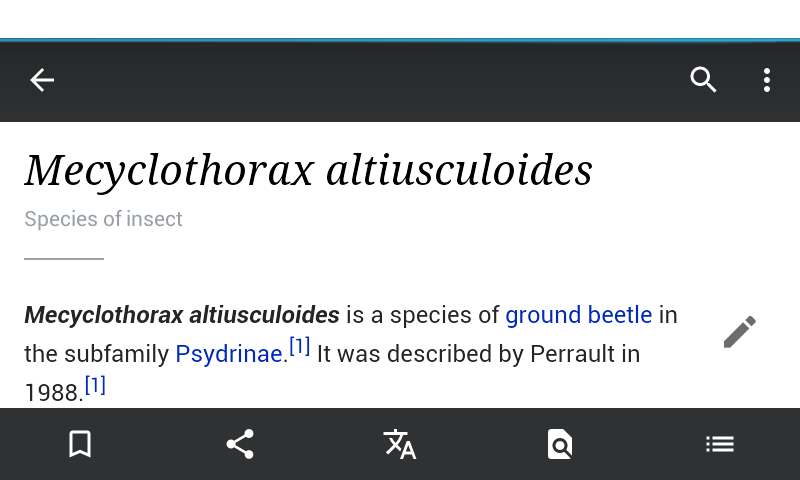 Mecyclothorax altiusculoides
Species of insect
Mecyclothorax altiusculoides is a species of ground beetle in
the subfamily Psydrinae.[1] It was described by Perrault in
1988.[1]